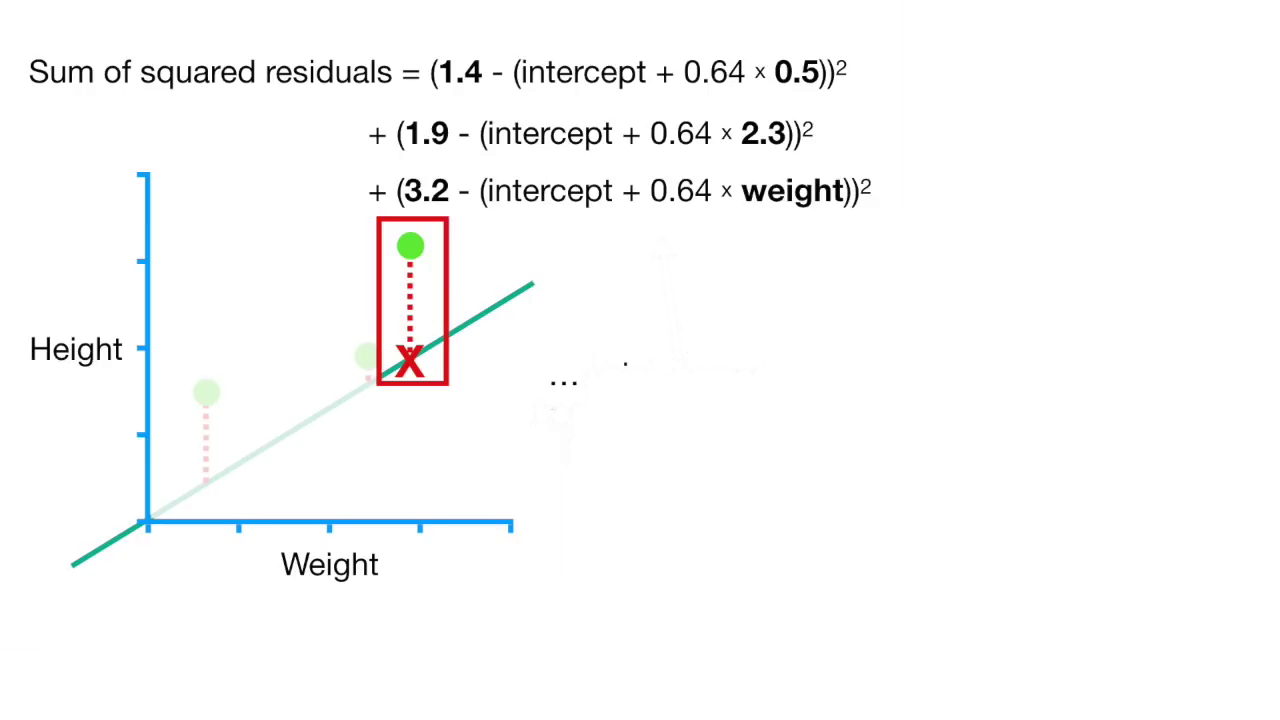 Sum of squared residuals = (1.4 - (intercept + 0.64 x 0.5))²
+ (1.9 - (intercept + 0.64 x 2.3))²
+ (3.2 - (intercept + 0.64 x weight))²
Height
X
...
Weight